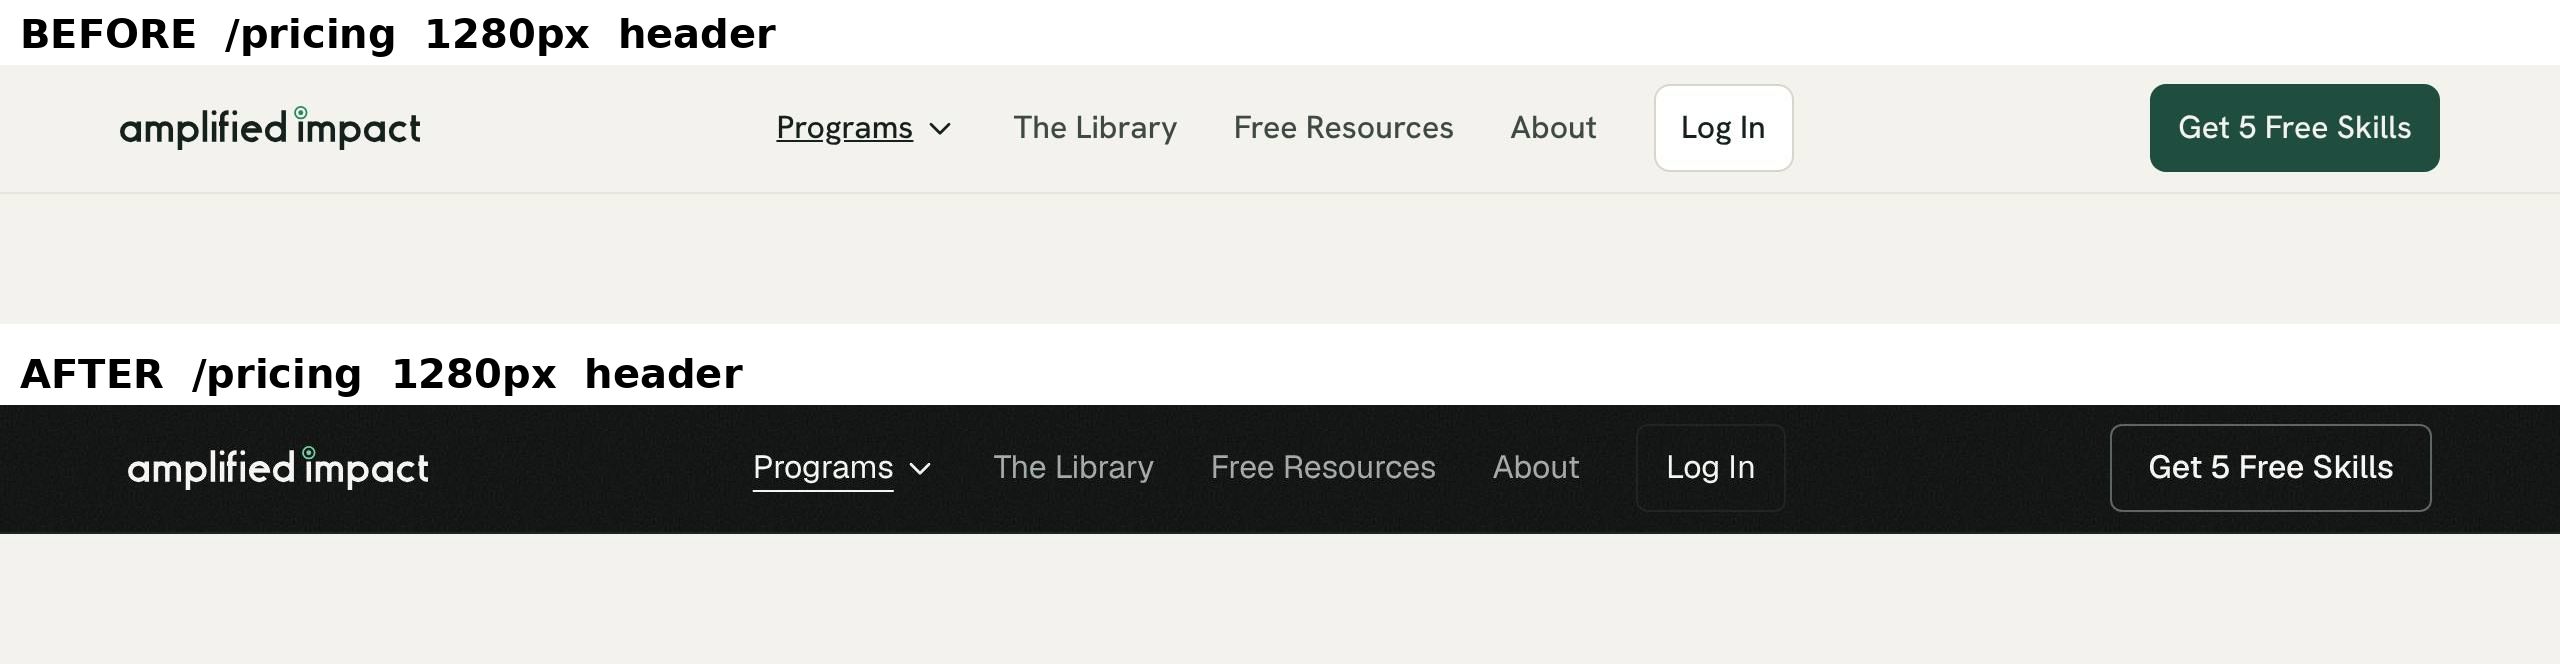 BEFORE /pricing 1280px header
amplified impact Programs The Library Free Resources About Log In Get 5 Free Skills
AFTER /pricing 1280px header
amplified impact Programs The Library Free Resources About Log In Get 5 Free Skills